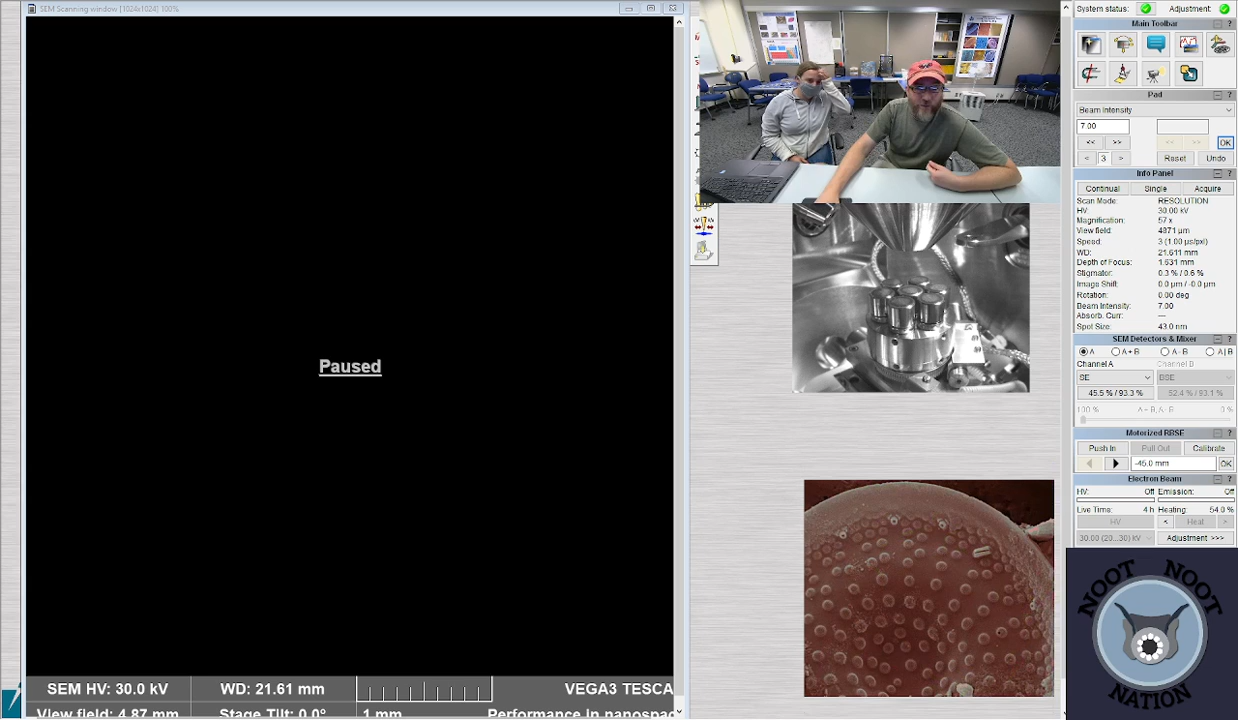 SEM Scanning window [1024x1024] 100%
Paused
SEM HV: 30.0 kV
WD: 21.61 mm
VEGA3 TESCA
View field: 4.87 mm
Stage Tilt: 0.0°
1 mm
Performance in nanospac
System status:
Adjustment:
Main Toolbar
Pad
Beam Intensity
7.00
<< >> << >> OK
< 3 > Reset Undo
Info Panel
Continual Single Acquire
Scan Mode: RESOLUTION
HV: 30.00 kV
Magnification: 57 x
View field: 4871 µm
Speed: 3 (1.00 µs/pxl)
WD: 21.611 mm
Depth of Focus: 1.631 mm
Stigmator: 0.3 % / 0.6 %
Image Shift: 0.0 µm / -0.0 µm
Rotation: 0.00 deg
Beam Intensity: 7.00
Absorb. Curr: ---
Spot Size: 43.0 nm
SEM Detectors & Mixer
A A+B A-B A|B
Channel A Channel B
SE BSE
45.5 % / 93.3 % 52.4 % / 93.1 %
100 % A+B, A-B 0 %
Motorized RBSE
Push In Pull Out Calibrate
-45.0 mm OK
Electron Beam
HV: Off Emission: Off
Live Time: 4 h Heating: 54.0 %
HV < Heat >
30.00 (20...30) kV Adjustment >>>
NOOT NOOT
NATION